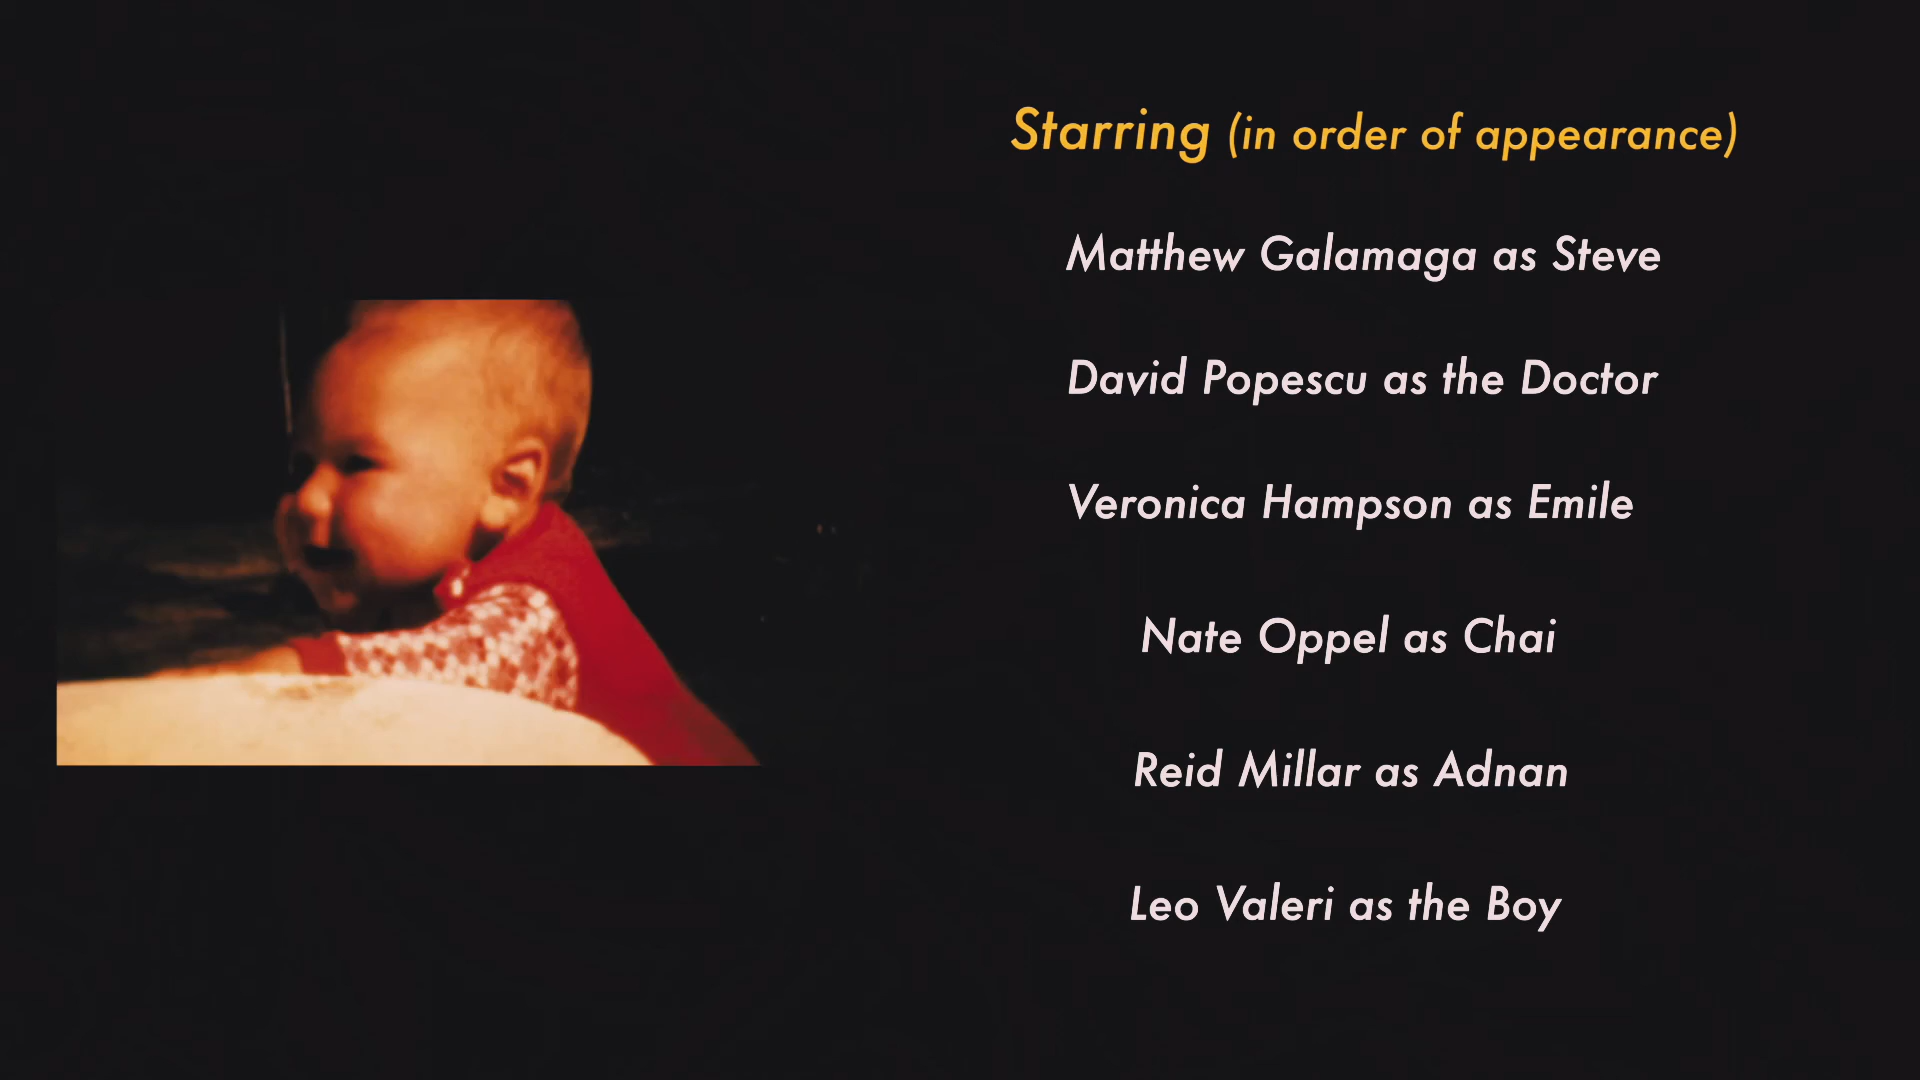 Starring (in order of appearance)
Matthew Galamaga as Steve
David Popescu as the Doctor
Veronica Hampson as Emile
Nate Oppel as Chai
Reid Millar as Adnan
Leo Valeri as the Boy